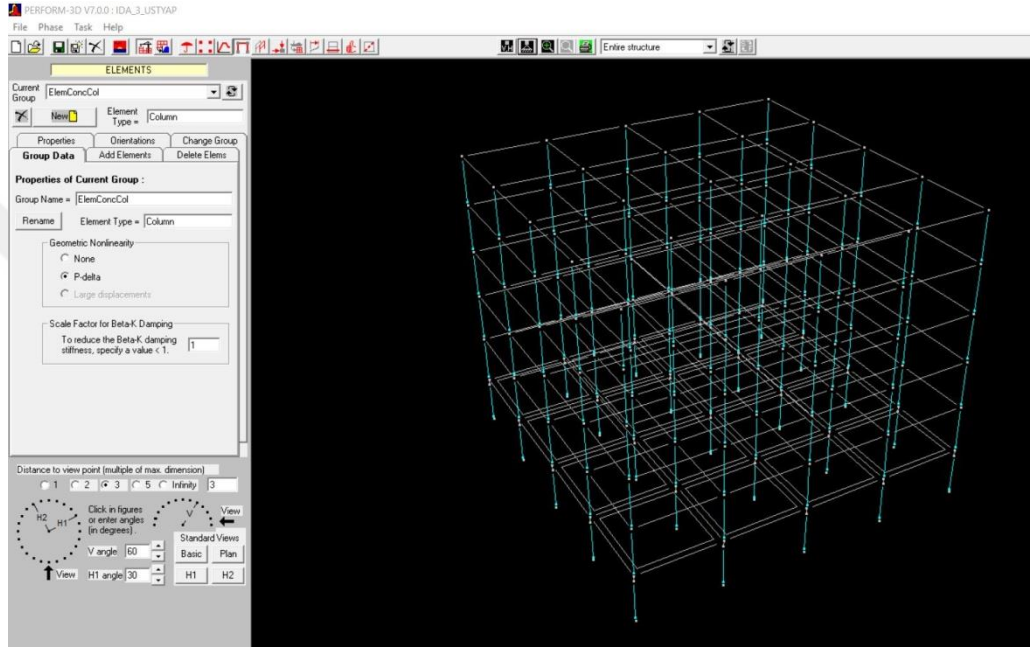 PERFORM-3D V7.0.0 : IDA_3_USTYAP
File Phase Task Help
Entire structure
ELEMENTS
Current Group
ElemConcCol
New
Element Type =
Column
Properties
Orientations
Change Group
Group Data
Add Elements
Delete Elems
Properties of Current Group :
Group Name =
ElemConcCol
Rename
Element Type =
Column
Geometric Nonlinearity
None
P-delta
Large displacements
Scale Factor for Beta-K Damping
To reduce the Beta-K damping
stiffness, specify a value < 1.
1
Distance to view point (multiple of max. dimension)
1 2 3 5 Infinity 3
H2
H1
Click in figures
or enter angles
(in degrees) .
V
View
V angle 60
H1 angle 30
View
Standard Views
Basic
Plan
H1
H2